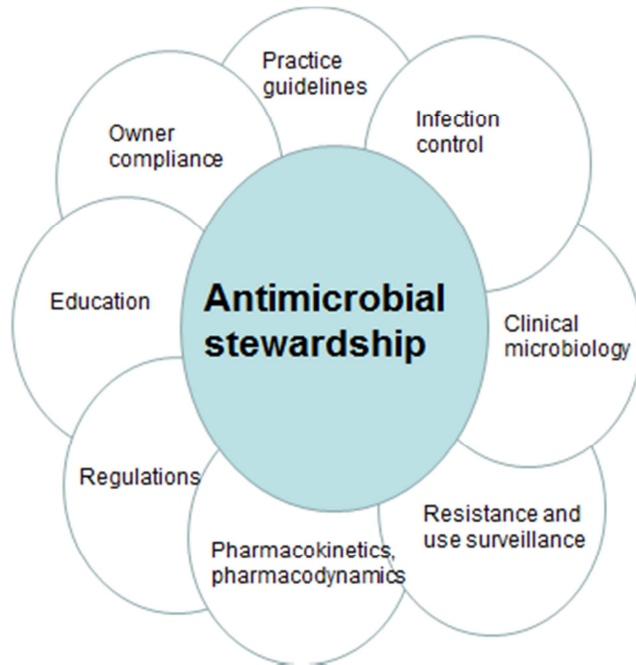 Practice
guidelines
Infection
control
Owner
compliance
Education
Antimicrobial
stewardship
Clinical
microbiology
Regulations
Resistance and
use surveillance
Pharmacokinetics,
pharmacodynamics